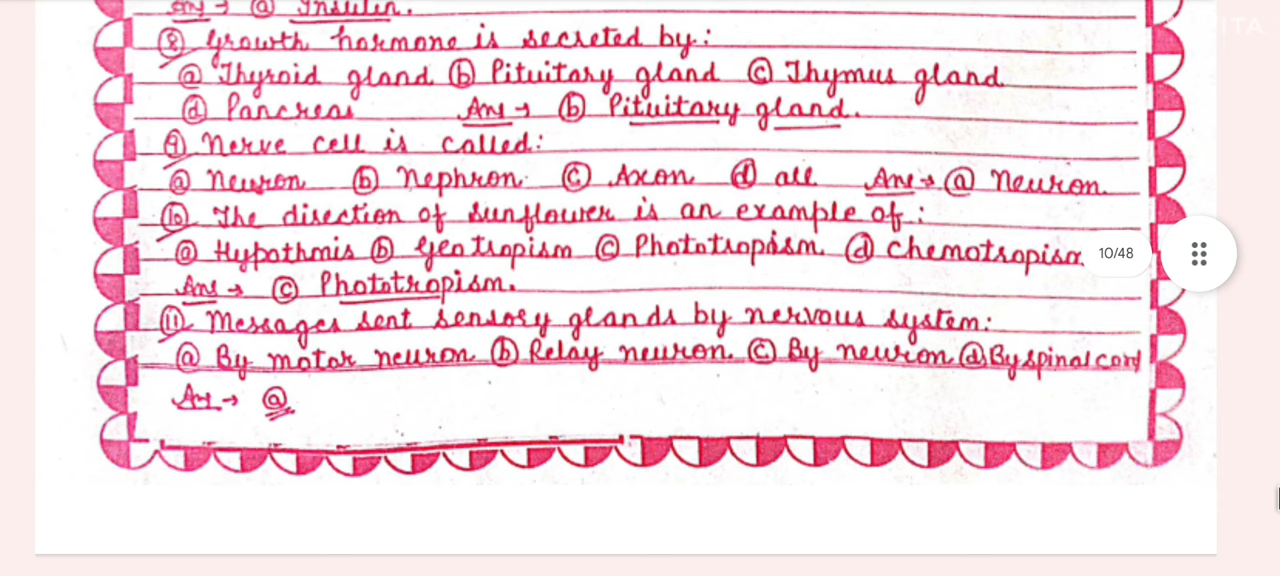 Ans → ⓐ Insulin.
⑧ Growth hormone is secreted by:
ⓐ Thyroid gland ⓑ Pituitary gland ⓒ Thymus gland
ⓓ Pancreas Ans → ⓑ Pituitary gland.
⑨ Nerve cell is called:
ⓐ Neuron ⓑ Nephron ⓒ Axon ⓓ all Ans → ⓐ Neuron.
⑩ The direction of sunflower is an example of:
ⓐ Hypothmis ⓑ Geotropism ⓒ Phototropism ⓓ Chemotropism
10/48
Ans → ⓒ Phototropism.
⑪ Messages sent sensory glands by nervous system:
ⓐ By motor neuron ⓑ Relay neuron. ⓒ By neuron ⓓ By spinal cord
Ans → ⓐ